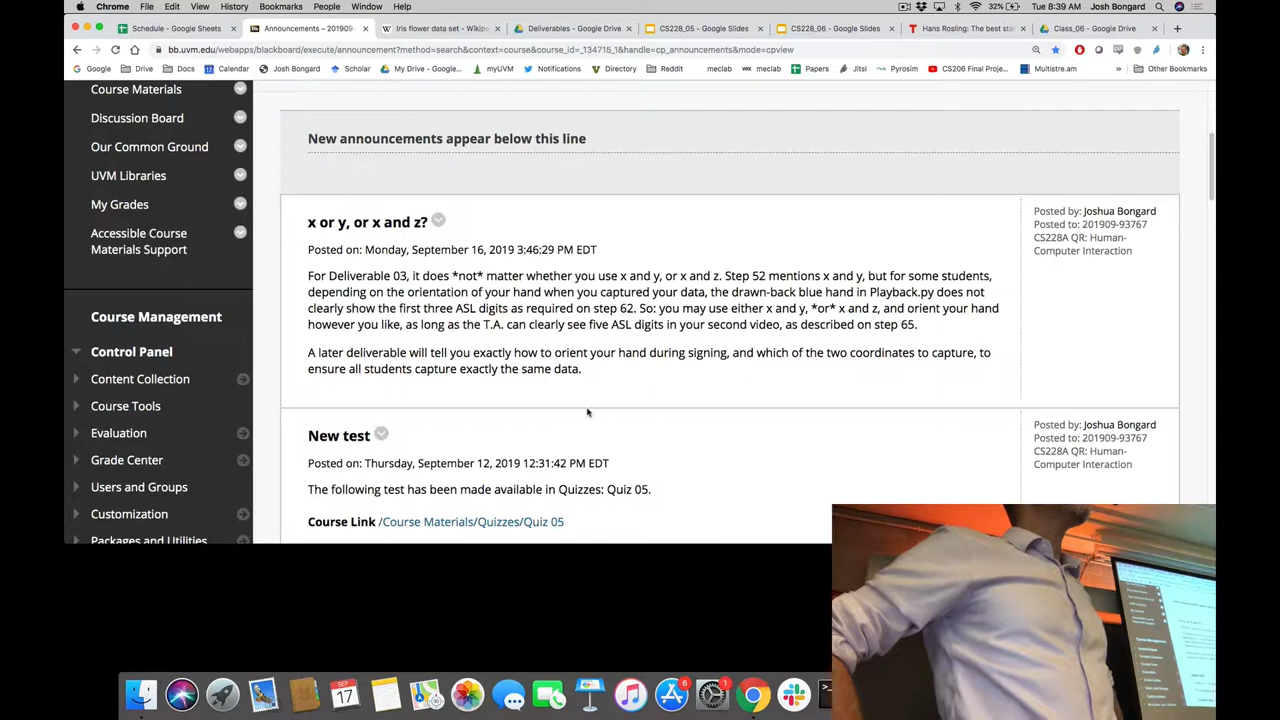 Chrome File Edit View History Bookmarks People Window Help 32% Tue 8:39 AM Josh Bongard
Schedule - Google Sheets Announcements – 201909- Iris flower data set - Wikipe Deliverables - Google Drive CS228_05 - Google Slides CS228_06 - Google Slides Hans Rosling: The best sta Class_06 - Google Drive
bb.uvm.edu/webapps/blackboard/execute/announcement?method=search&context=course&course_id=_134715_1&handle=cp_announcements&mode=cpview
Google Drive Docs Calendar Josh Bongard Scholar My Drive - Google... myUVM Notifications Directory Reddit meclab meclab Papers Jitsi Pyrosim CS206 Final Proje... Multistre.am » Other Bookmarks
Course Materials
Discussion Board
Our Common Ground
UVM Libraries
My Grades
Accessible Course
Materials Support
Course Management
Control Panel
Content Collection
Course Tools
Evaluation
Grade Center
Users and Groups
Customization
Packages and Utilities
New announcements appear below this line
x or y, or x and z?
Posted on: Monday, September 16, 2019 3:46:29 PM EDT
For Deliverable 03, it does *not* matter whether you use x and y, or x and z. Step 52 mentions x and y, but for some students,
depending on the orientation of your hand when you captured your data, the drawn-back blue hand in Playback.py does not
clearly show the first three ASL digits as required on step 62. So: you may use either x and y, *or* x and z, and orient your hand
however you like, as long as the T.A. can clearly see five ASL digits in your second video, as described on step 65.
A later deliverable will tell you exactly how to orient your hand during signing, and which of the two coordinates to capture, to
ensure all students capture exactly the same data.
Posted by: Joshua Bongard
Posted to: 201909-93767
CS228A QR: Human-
Computer Interaction
New test
Posted on: Thursday, September 12, 2019 12:31:42 PM EDT
The following test has been made available in Quizzes: Quiz 05.
Course Link /Course Materials/Quizzes/Quiz 05
Posted by: Joshua Bongard
Posted to: 201909-93767
CS228A QR: Human-
Computer Interaction
SEP
17
6
1